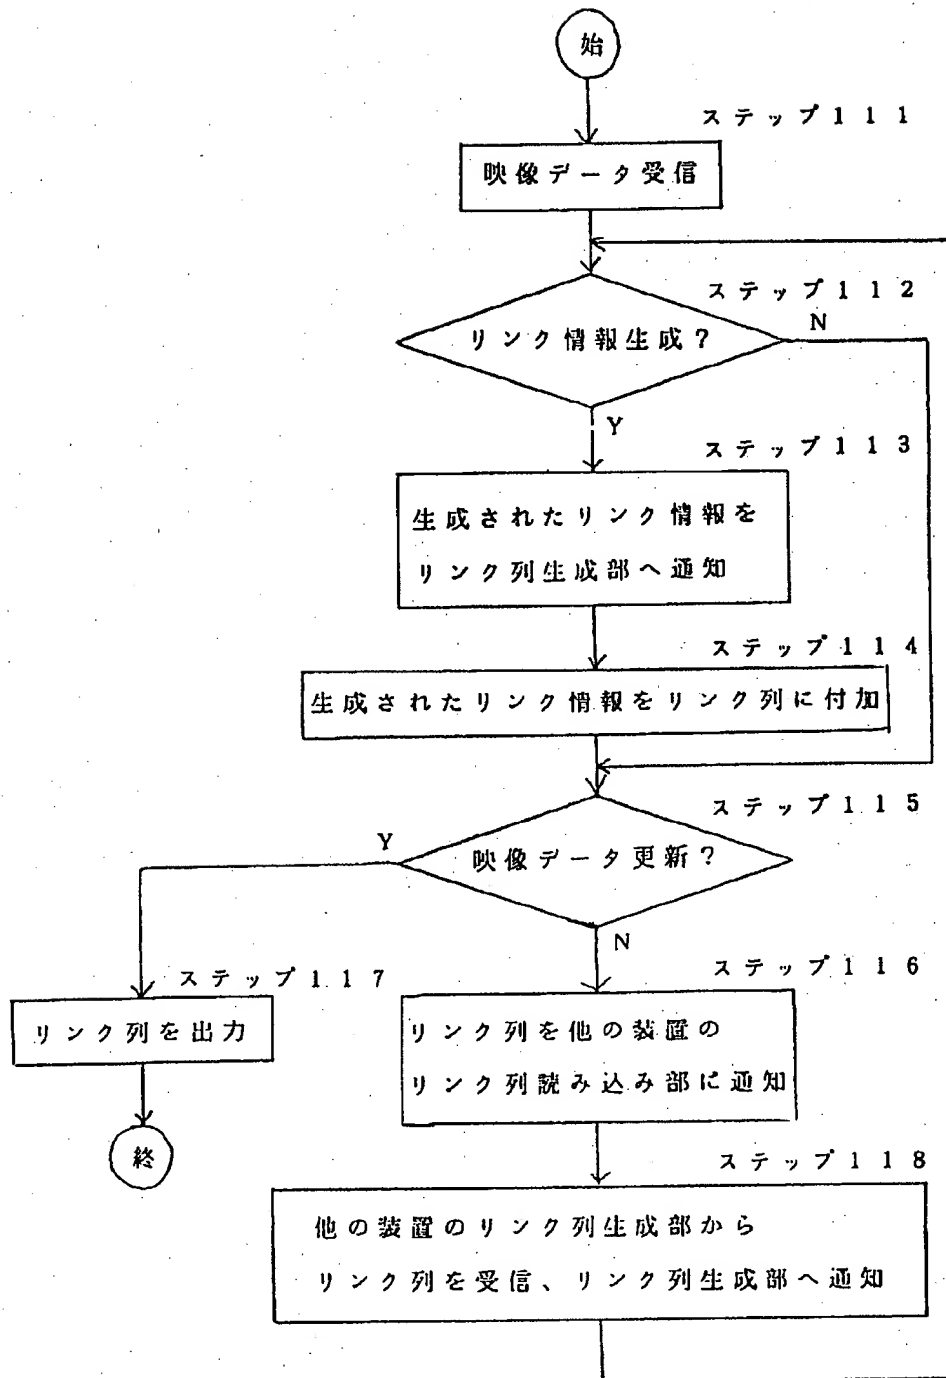 始
ステップ111
映像データ受信
ステップ112
リンク情報生成?
N
Y
ステップ113
生成されたリンク情報を
リンク列生成部へ通知
ステップ114
生成されたリンク情報をリンク列に付加
ステップ115
映像データ更新?
Y
N
ステップ116
リンク列を他の装置の
リンク列読み込み部に通知
ステップ117
リンク列を出力
終
ステップ118
他の装置のリンク列生成部から
リンク列を受信、リンク列生成部へ通知